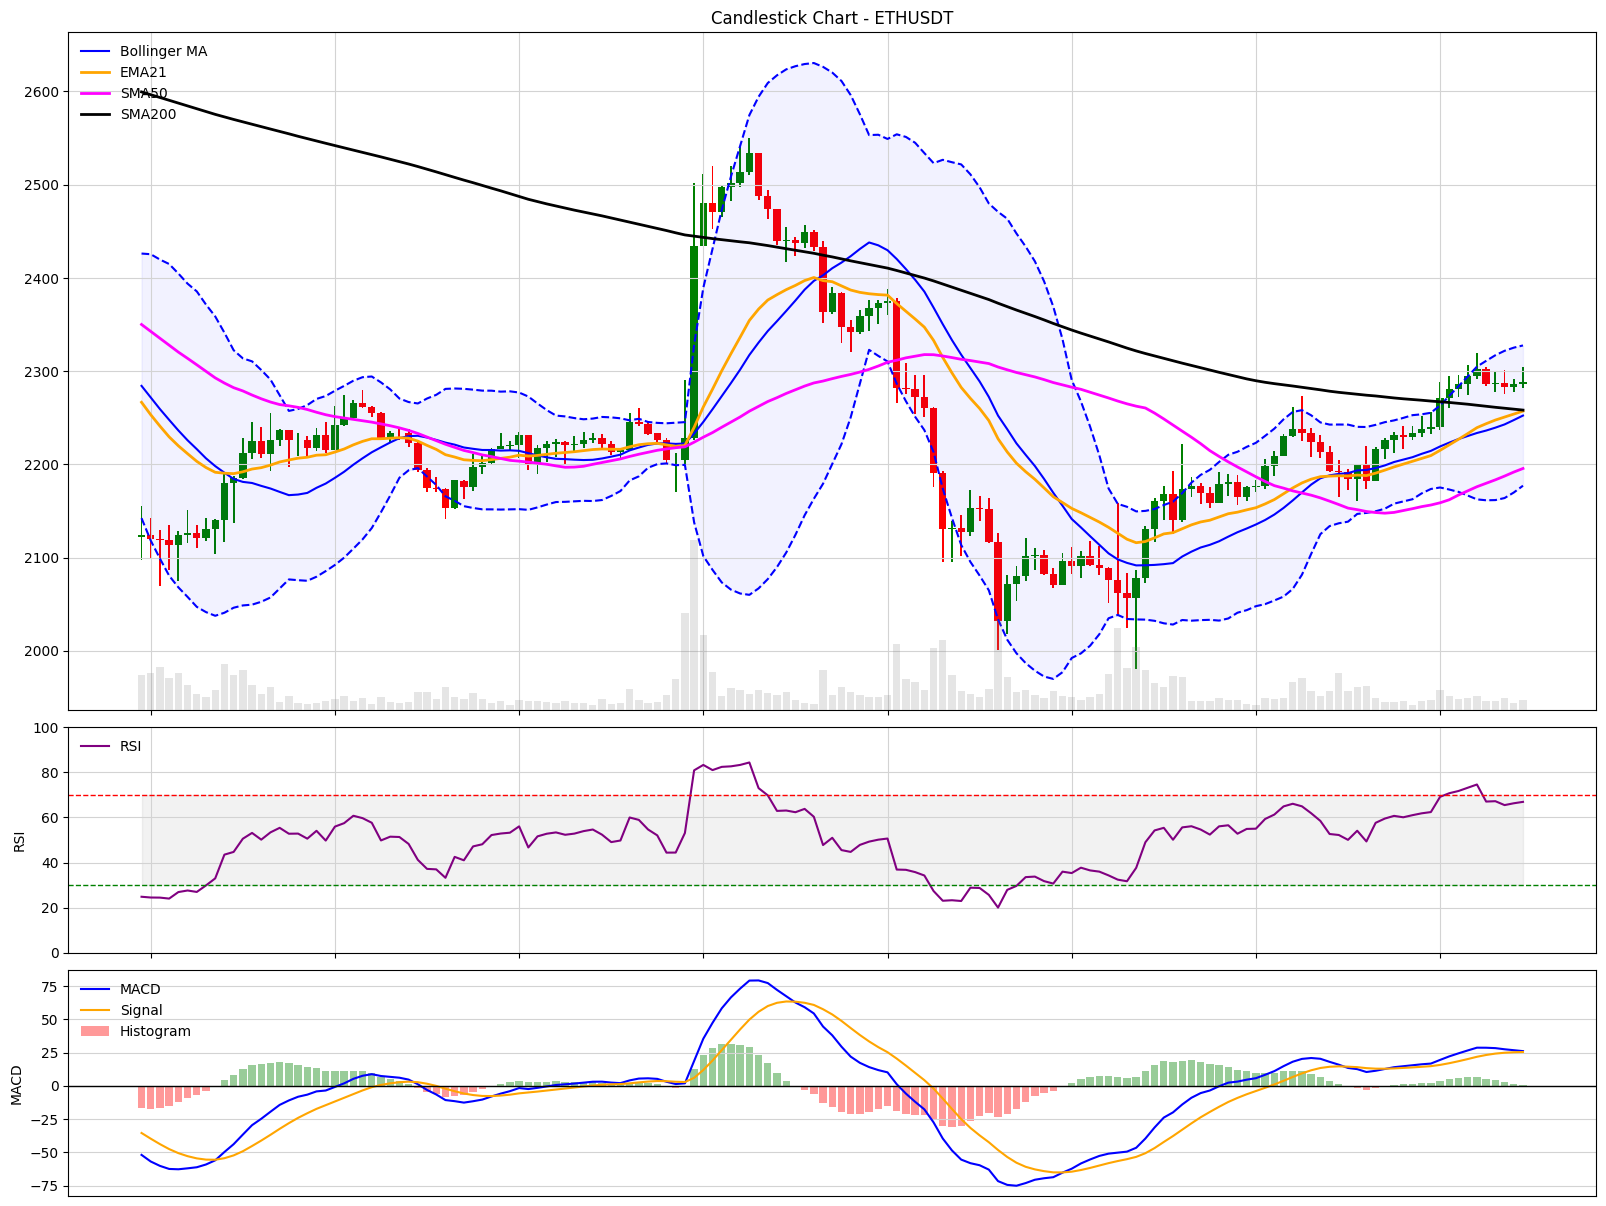 Candlestick Chart - ETHUSDT
Bollinger MA
EMA21
SMA50
SMA200
2600
2500
2400
2300
2200
2100
2000
RSI
RSI
100
80
60
40
20
0
MACD
Signal
Histogram
MACD
75
50
25
0
−25
−50
−75